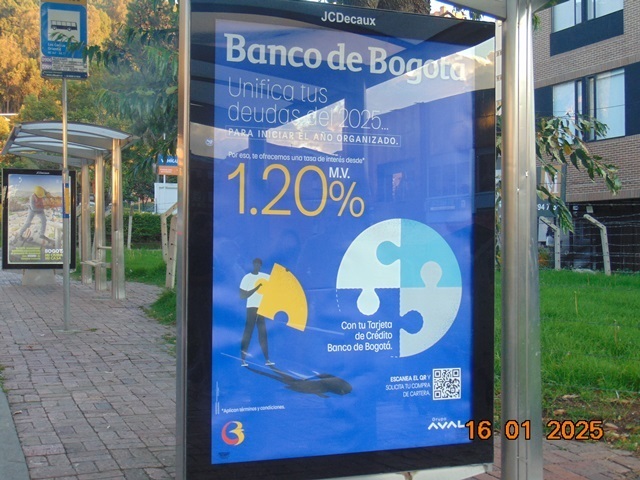 JCDecaux
Banco de Bogotá
Unifica tus
deudas del 2025...
PARA INICIAR EL AÑO ORGANIZADO.
Por eso, te ofrecemos una tasa de interés desde*
1.20% M.V.
Con tu Tarjeta
de Crédito
Banco de Bogotá.
ESCANEA EL QR Y
SOLICITA TU COMPRA
DE CARTERA.
*Aplican términos y condiciones.
Grupo
AVAL
16 01 2025